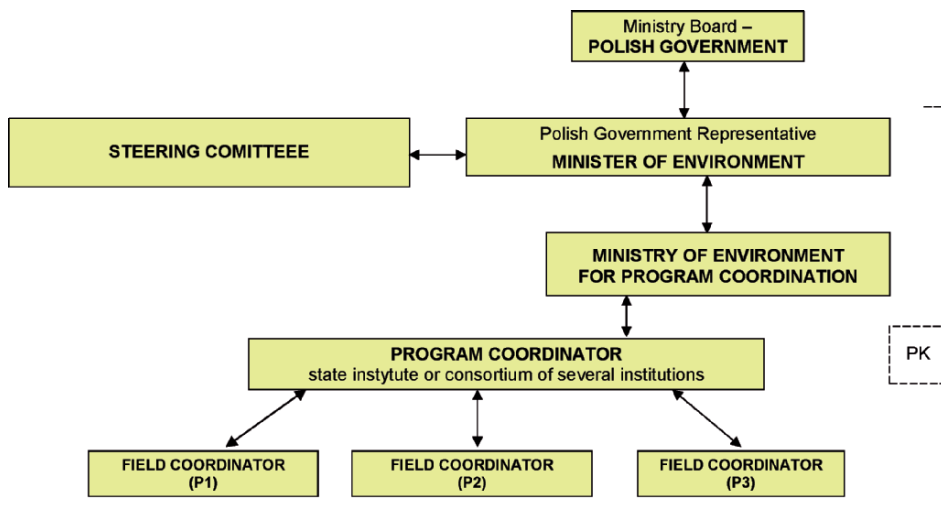 Ministry Board –
POLISH GOVERNMENT
STEERING COMITTEEE
Polish Government Representative
MINISTER OF ENVIRONMENT
MINISTRY OF ENVIRONMENT
FOR PROGRAM COORDINATION
PROGRAM COORDINATOR
state instytute or consortium of several institutions
PK
FIELD COORDINATOR
(P1)
FIELD COORDINATOR
(P2)
FIELD COORDINATOR
(P3)